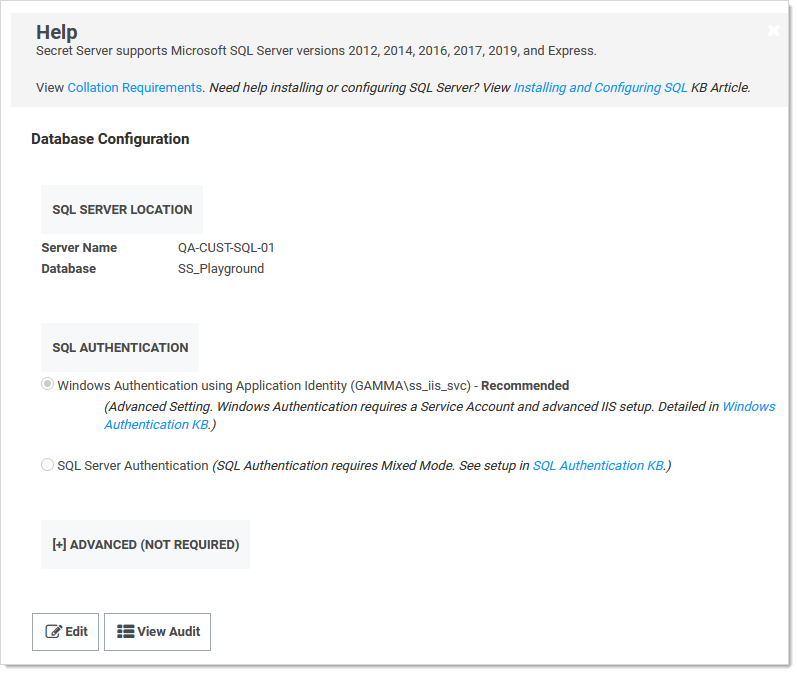 Help
Secret Server supports Microsoft SQL Server versions 2012, 2014, 2016, 2017, 2019, and Express.
View Collation Requirements. Need help installing or configuring SQL Server? View Installing and Configuring SQL KB Article.
Database Configuration
SQL SERVER LOCATION
Server Name QA-CUST-SQL-01
Database SS_Playground
SQL AUTHENTICATION
Windows Authentication using Application Identity (GAMMA\ss_iis_svc) - Recommended
(Advanced Setting. Windows Authentication requires a Service Account and advanced IIS setup. Detailed in Windows
Authentication KB.)
SQL Server Authentication (SQL Authentication requires Mixed Mode. See setup in SQL Authentication KB.)
[+] ADVANCED (NOT REQUIRED)
Edit View Audit